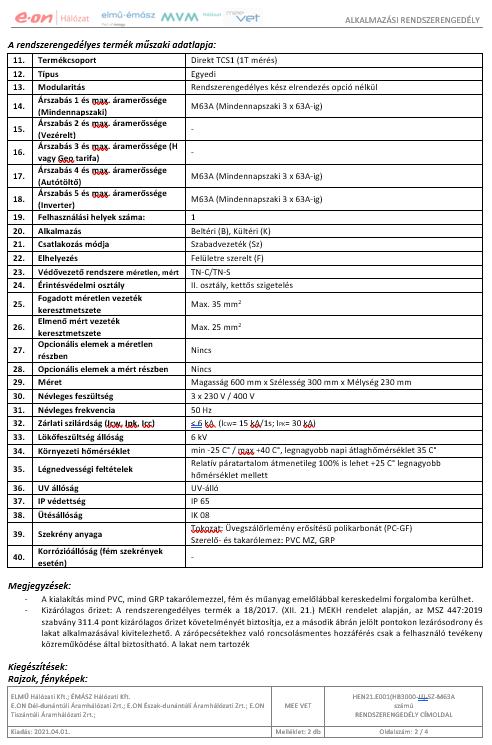 e·on Hálózat elmű·émász MVM Hálózat vet ALKALMAZÁSI RENDSZERENGEDÉLY
A rendszerengedélyes termék műszaki adatlapja:
11. Termékcsoport Direkt TCS1 (1T mérés)
12. Típus Egyedi
13. Modularitás Rendszerengedélyes kész elrendezés opció nélkül
14. Árszabás 1 és max. áramerőssége (Mindennapszaki) M63A (Mindennapszaki 3 x 63A-ig)
15. Árszabás 2 és max. áramerőssége (Vezérelt) -
16. Árszabás 3 és max. áramerőssége (H vagy Geo tarifa) -
17. Árszabás 4 és max. áramerőssége (Autótöltő) M63A (Mindennapszaki 3 x 63A-ig)
18. Árszabás 5 és max. áramerőssége (Inverter) M63A (Mindennapszaki 3 x 63A-ig)
19. Felhasználási helyek száma: 1
20. Alkalmazás Beltéri (B), Kültéri (K)
21. Csatlakozás módja Szabadvezeték (Sz)
22. Elhelyezés Felületre szerelt (F)
23. Védővezető rendszere méretlen, mért TN-C/TN-S
24. Érintésvédelmi osztály II. osztály, kettős szigetelés
25. Fogadott méretlen vezeték keresztmetszete Max. 35 mm²
26. Elmenő mért vezeték keresztmetszete Max. 25 mm²
27. Opcionális elemek a méretlen részben Nincs
28. Opcionális elemek a mért részben Nincs
29. Méret Magasság 600 mm x Szélesség 300 mm x Mélység 230 mm
30. Névleges feszültség 3 x 230 V / 400 V
31. Névleges frekvencia 50 Hz
32. Zárlati szilárdság (Icw, Ipk, Icc) ≤ 6 kA, (Icw= 15 kA/1s; Ipk= 30 kA)
33. Lökőfeszültség állóság 6 kV
34. Környezeti hőmérséklet min -25 C° / max +40 C°, legnagyobb napi átlaghőmérséklet 35 C°
35. Légnedvességi feltételek Relatív páratartalom átmenetileg 100% is lehet +25 C° legnagyobb hőmérséklet mellett
36. UV állóság UV-álló
37. IP védettség IP 65
38. Ütésállóság IK 08
39. Szekrény anyaga Tokozat: Üvegszálőrlemény erősítésű polikarbonát (PC-GF)
Szerelő- és takarólemez: PVC MZ, GRP
40. Korrózióállóság (fém szekrények esetén) -
Megjegyzések:
- A kialakítás mind PVC, mind GRP takarólemezzel, fém és műanyag emelőlábbal kereskedelmi forgalomba kerülhet.
- Kizárólagos őrizet: A rendszerengedélyes termék a 18/2017. (XII. 21.) MEKH rendelet alapján, az MSZ 447:2019
szabvány 311.4 pont kizárólagos őrizet követelményét biztosítja, ez a második ábrán jelölt pontokon lezárósodrony és
lakat alkalmazásával kivitelezhető. A zárópecsétekhez való roncsolásmentes hozzáférés csak a felhasználó tevékeny
közreműködése által biztosítható. A lakat nem tartozék
Kiegészítések:
Rajzok, fényképek:
ELMŰ Hálózati Kft.; ÉMÁSZ Hálózati Kft.
E.ON Dél-dunántúli Áramhálózati Zrt.; E.ON Észak-dunántúli Áramhálózati Zrt.; E.ON
Tiszántúli Áramhálózati Zrt.;
MEE VET
HEN21.E001(HB3000-UJ-SZ-M63A
számú
RENDSZERENGEDÉLY CÍMOLDAL
Kiadás: 2021.04.01. Melléklet: 2 db Oldalszám: 2 / 4